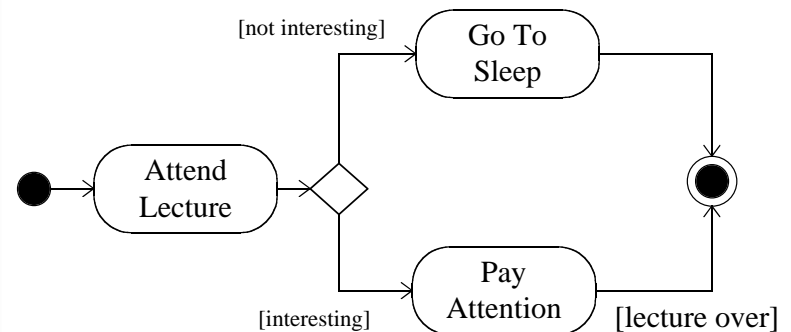 [not interesting]
Go To
Sleep
Attend
Lecture
Pay
Attention
[interesting]
[lecture over]